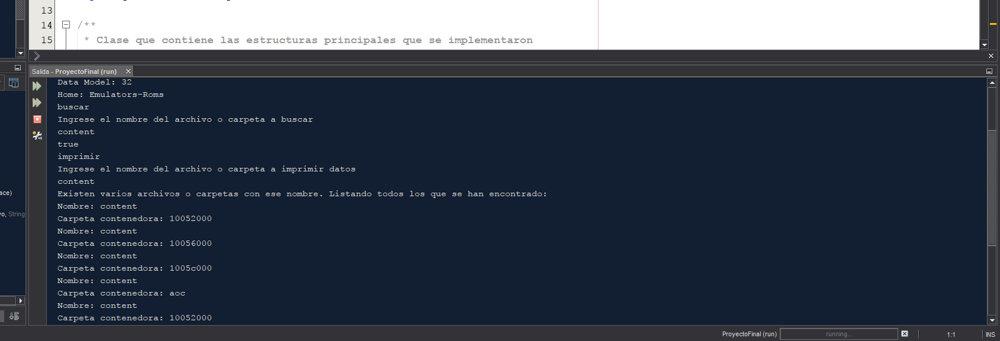 13
14 /**
15 * Clase que contiene las estructuras principales que se implementaron
Salida - ProyectoFinal (run)
Data Model: 32
Home: Emulators-Roms
buscar
Ingrese el nombre del archivo o carpeta a buscar
content
true
imprimir
Ingrese el nombre del archivo o carpeta a imprimir datos
content
Existen varios archivos o carpetas con ese nombre. Listando todos los que se han encontrado:
Nombre: content
Carpeta contenedora: 10052000
Nombre: content
Carpeta contenedora: 10056000
Nombre: content
Carpeta contenedora: 1005c000
Nombre: content
Carpeta contenedora: aoc
Nombre: content
Carpeta contenedora: 10052000
ace)
vo, String
ProyectoFinal (run) running... 1:1 INS